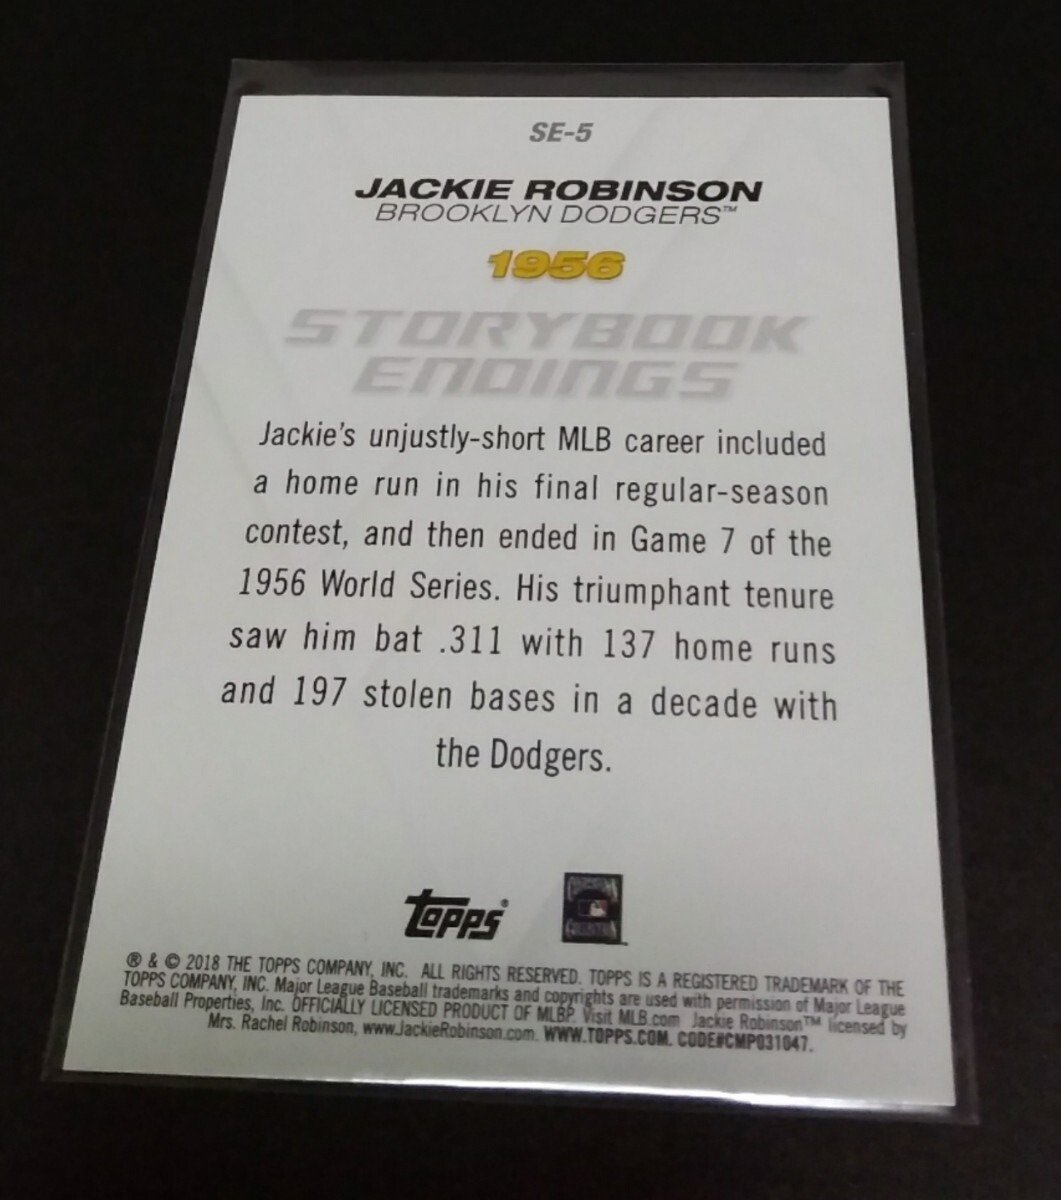 SE-5
JACKIE ROBINSON
BROOKLYN DODGERS™
1956
STORYBOOK
ENDINGS
Jackie's unjustly-short MLB career included
a home run in his final regular-season
contest, and then ended in Game 7 of the
1956 World Series. His triumphant tenure
saw him bat .311 with 137 home runs
and 197 stolen bases in a decade with
the Dodgers.
topps®
® & © 2018 THE TOPPS COMPANY, INC. ALL RIGHTS RESERVED. TOPPS IS A REGISTERED TRADEMARK OF THE
TOPPS COMPANY, INC. Major League Baseball trademarks and copyrights are used with permission of Major League
Baseball Properties, Inc. OFFICIALLY LICENSED PRODUCT OF MLBP. Visit MLB.com Jackie Robinson™ licensed by
Mrs. Rachel Robinson, www.JackieRobinson.com. WWW.TOPPS.COM. CODE#CMP031047.